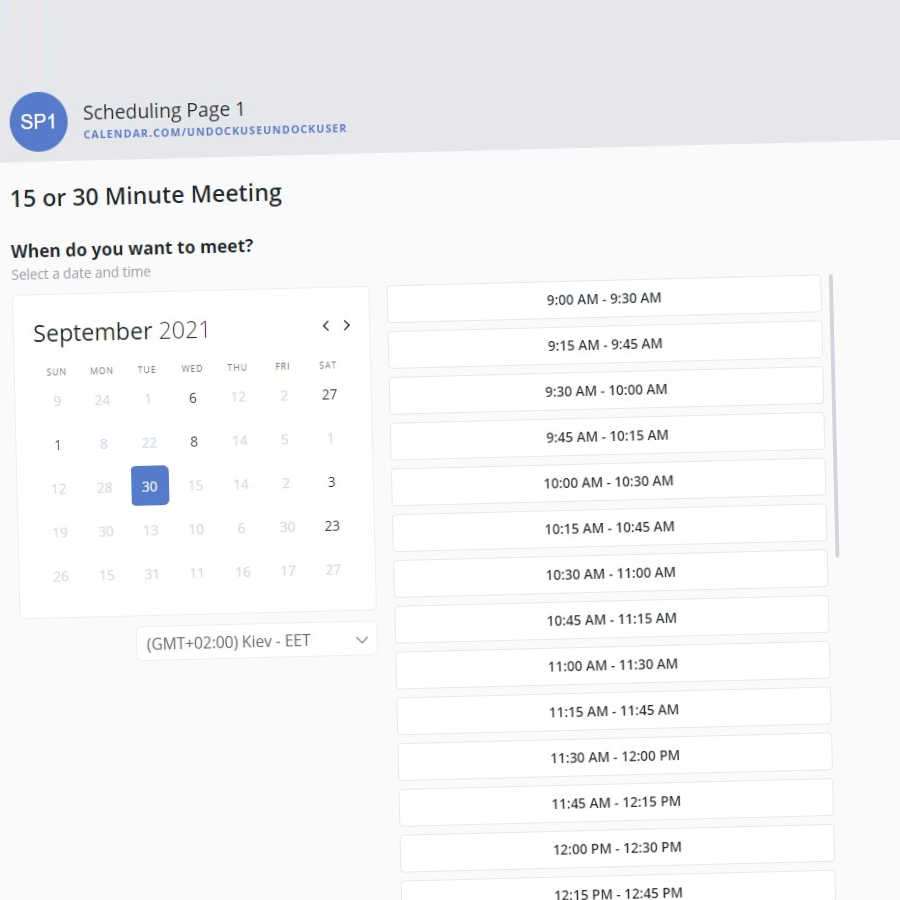 SP1
Scheduling Page 1
CALENDAR.COM/UNDOCKUSEUNDOCKUSER
15 or 30 Minute Meeting
When do you want to meet?
Select a date and time
September 2021
SUN MON TUE WED THU FRI SAT
9 24 1 6 12 2 27
1 8 22 8 14 5 1
12 28 30 15 14 2 3
19 30 13 10 6 30 23
26 15 31 11 16 17 27
(GMT+02:00) Kiev - EET
9:00 AM - 9:30 AM
9:15 AM - 9:45 AM
9:30 AM - 10:00 AM
9:45 AM - 10:15 AM
10:00 AM - 10:30 AM
10:15 AM - 10:45 AM
10:30 AM - 11:00 AM
10:45 AM - 11:15 AM
11:00 AM - 11:30 AM
11:15 AM - 11:45 AM
11:30 AM - 12:00 PM
11:45 AM - 12:15 PM
12:00 PM - 12:30 PM
12:15 PM - 12:45 PM